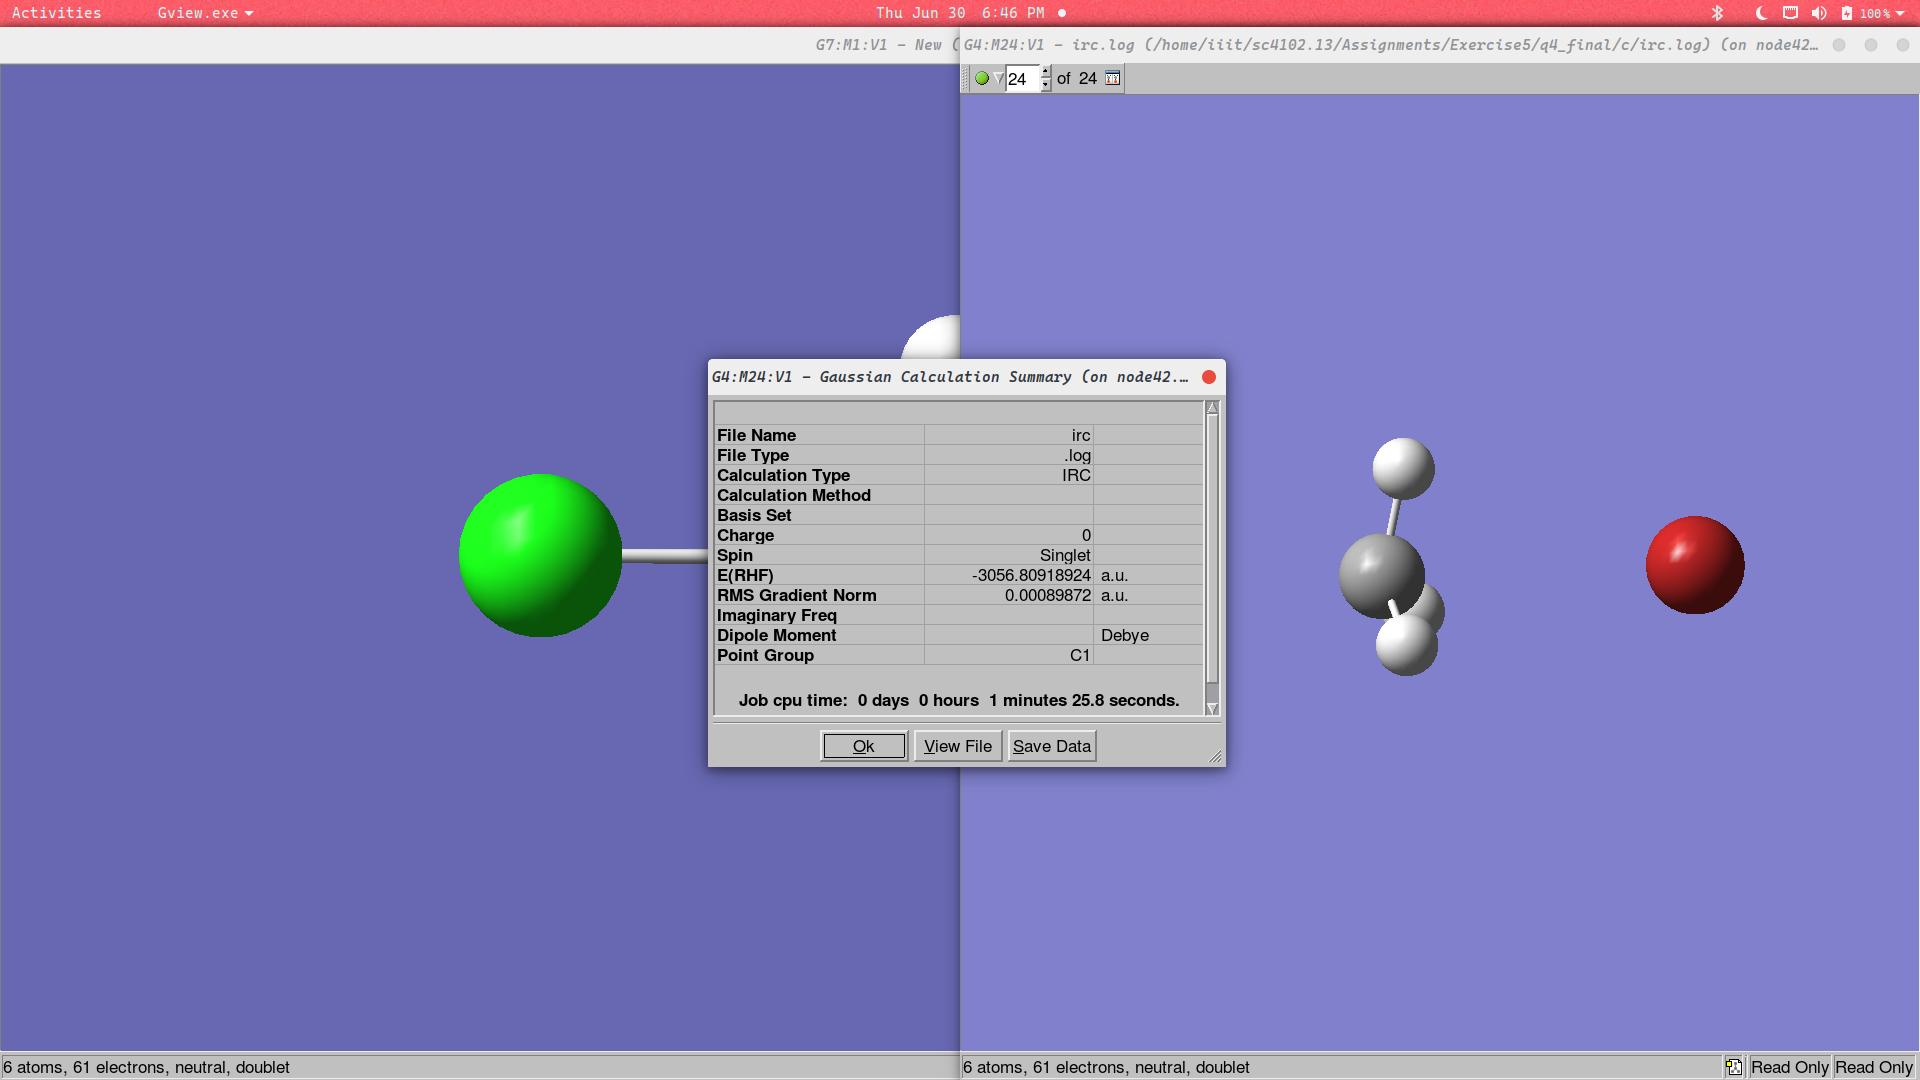 Activities Gview.exe Thu Jun 30 6:46 PM 100%
G7:M1:V1 – New (
G4:M24:V1 – irc.log (/home/iiit/sc4102.13/Assignments/Exercise5/q4_final/c/irc.log) (on node42…
24 of 24
G4:M24:V1 – Gaussian Calculation Summary (on node42.…
File Name irc
File Type .log
Calculation Type IRC
Calculation Method
Basis Set
Charge 0
Spin Singlet
E(RHF) -3056.80918924 a.u.
RMS Gradient Norm 0.00089872 a.u.
Imaginary Freq
Dipole Moment Debye
Point Group C1
Job cpu time: 0 days 0 hours 1 minutes 25.8 seconds.
Ok View File Save Data
6 atoms, 61 electrons, neutral, doublet
6 atoms, 61 electrons, neutral, doublet
Read Only Read Only